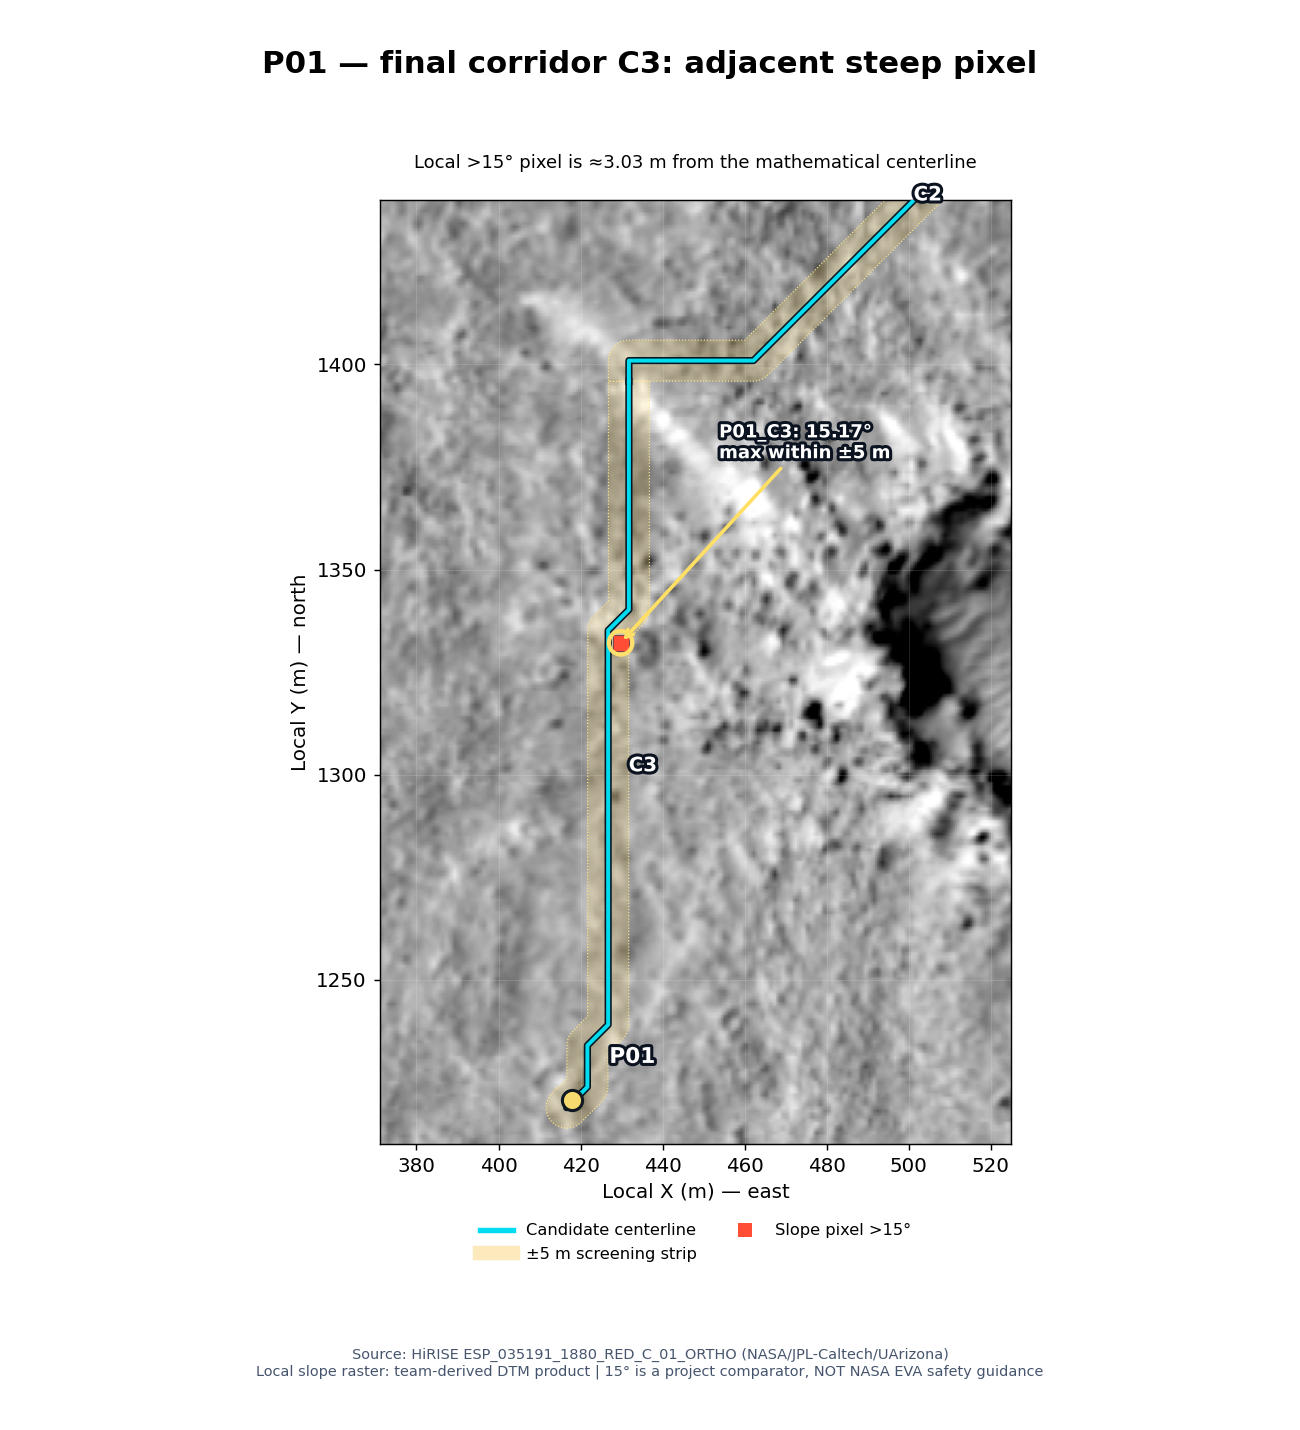 P01 — final corridor C3: adjacent steep pixel
Local >15° pixel is ≈3.03 m from the mathematical centerline
C2
1400
P01_C3: 15.17°
max within ±5 m
1350
Local Y (m) — north
C3
1300
1250
P01
380 400 420 440 460 480 500 520
Local X (m) — east
Candidate centerline
Slope pixel >15°
±5 m screening strip
Source: HiRISE ESP_035191_1880_RED_C_01_ORTHO (NASA/JPL-Caltech/UArizona)
Local slope raster: team-derived DTM product | 15° is a project comparator, NOT NASA EVA safety guidance